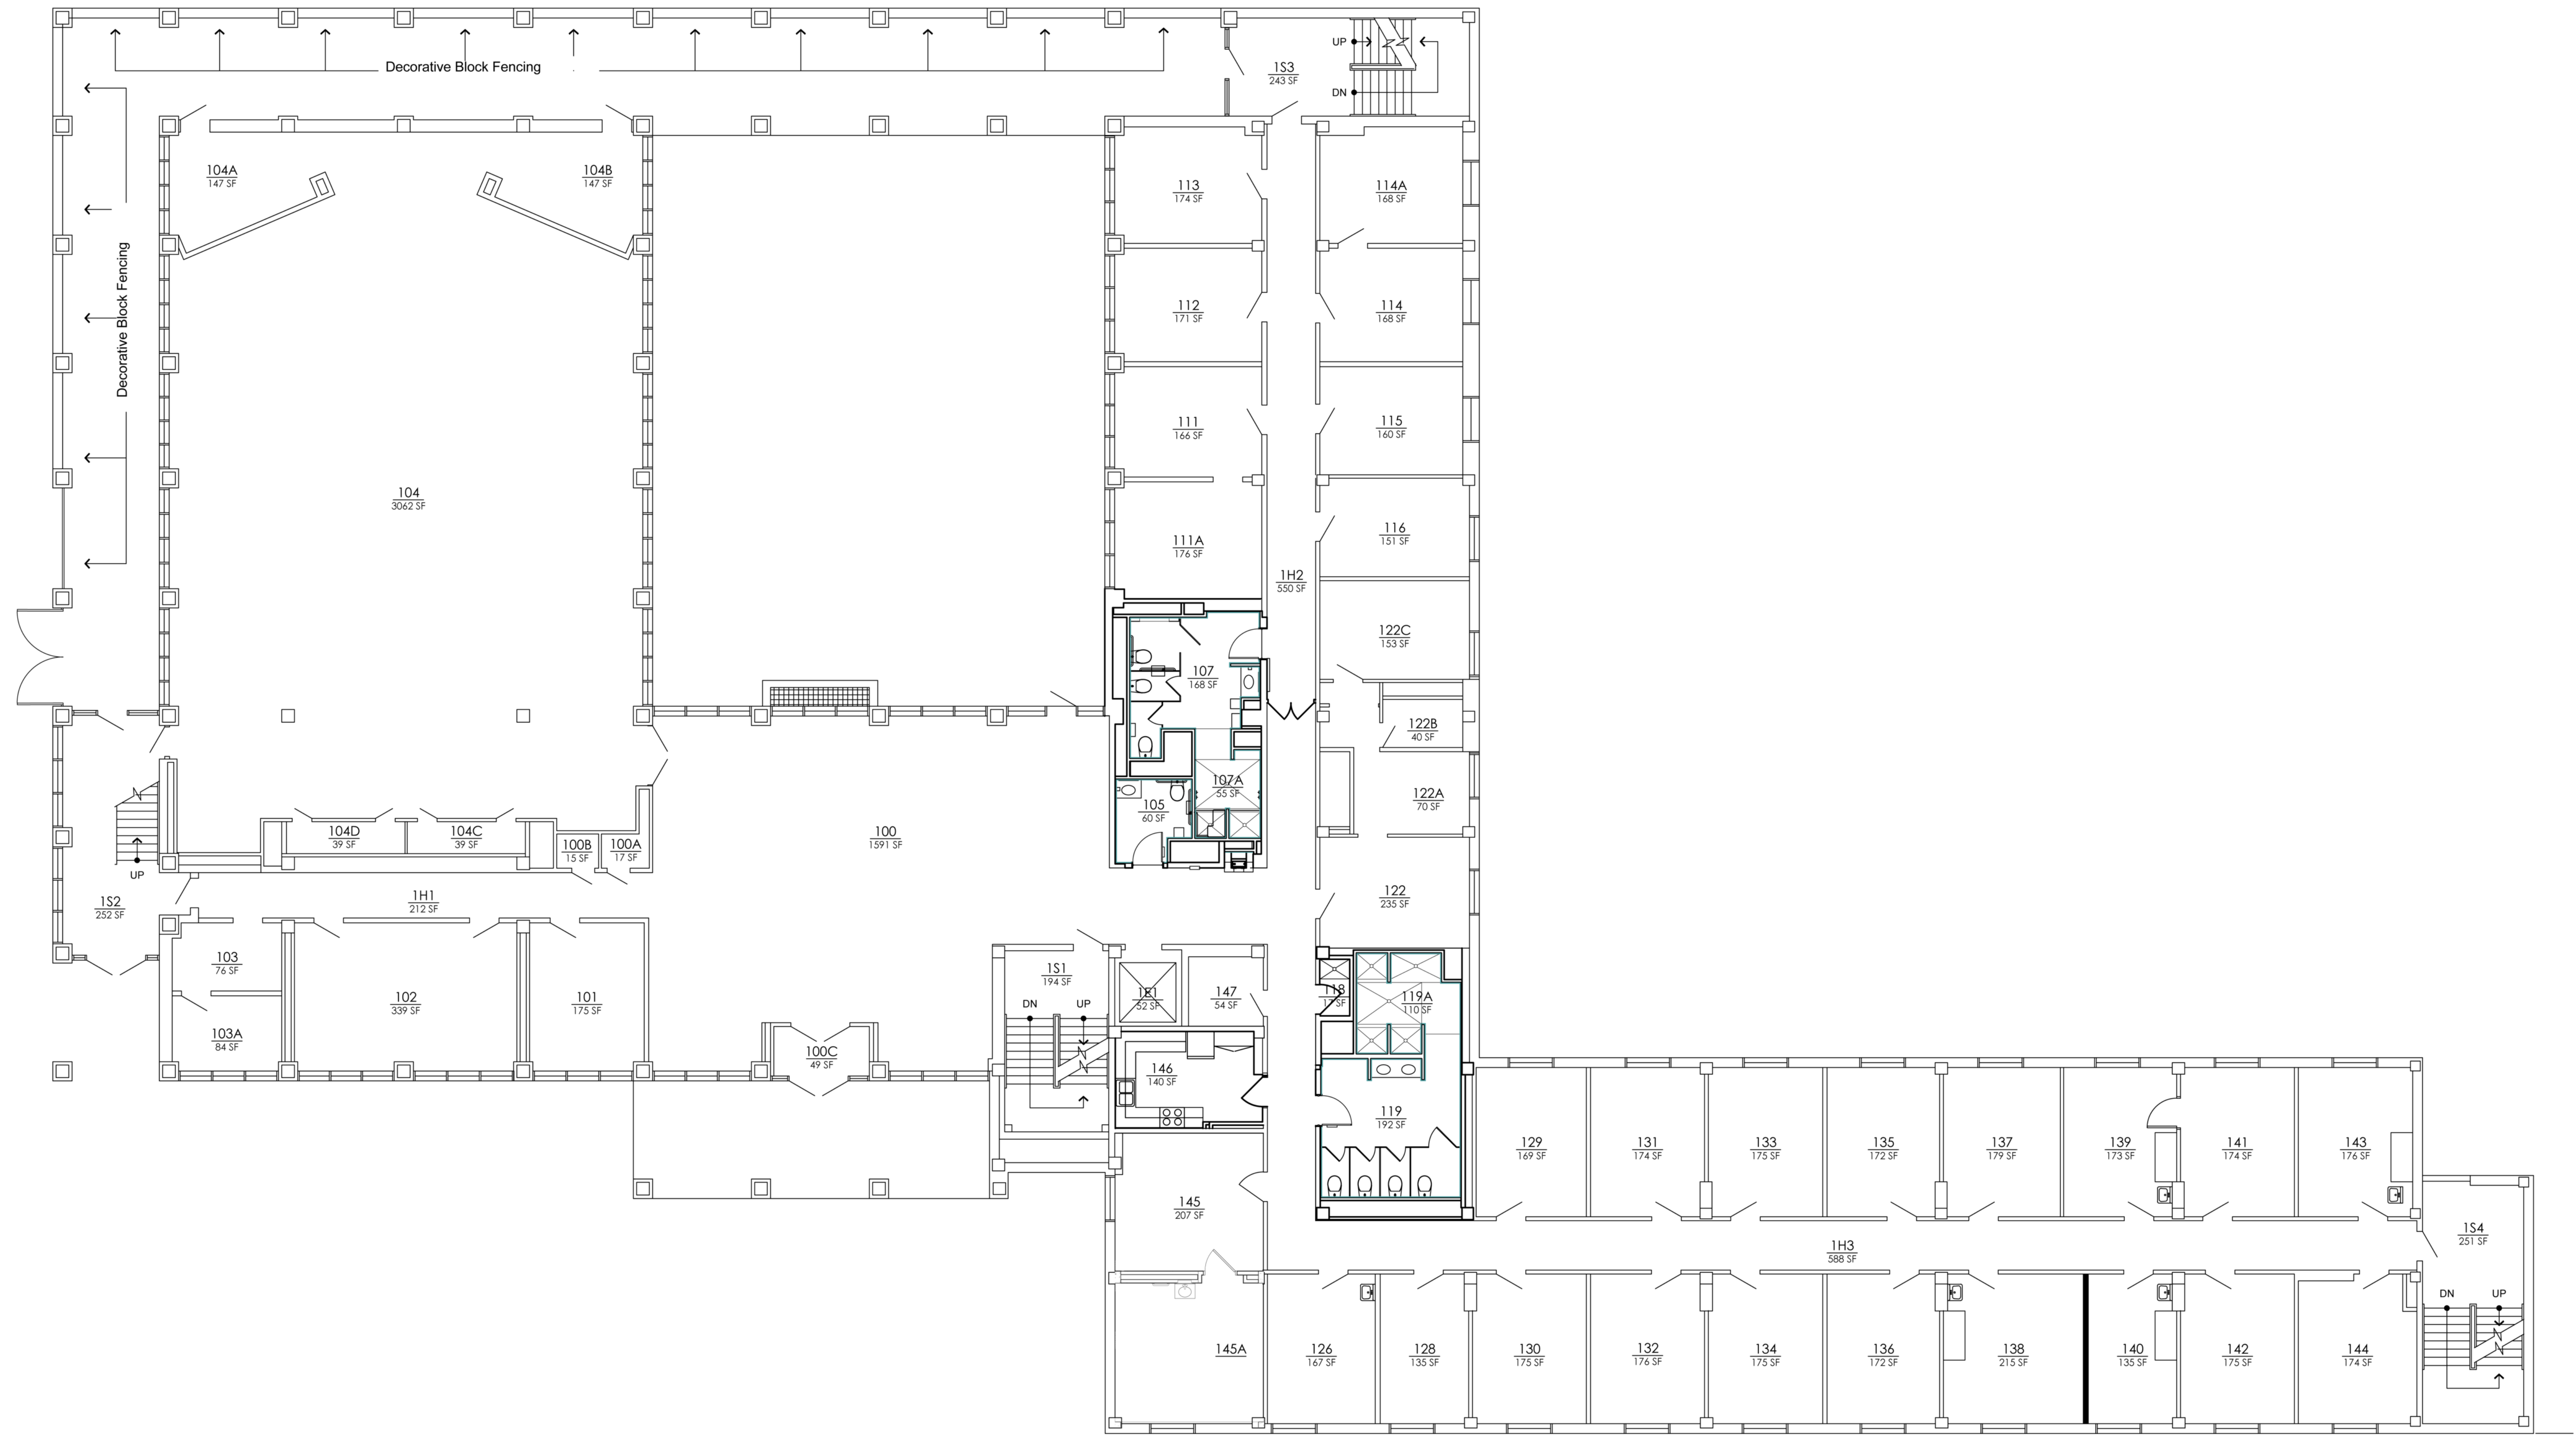 Decorative Block Fencing
UP
DN
1S3
243 SF
104A
147 SF
104B
147 SF
113
174 SF
114A
168 SF
Decorative Block Fencing
112
171 SF
114
168 SF
111
166 SF
115
160 SF
104
3062 SF
111A
176 SF
116
151 SF
1H2
550 SF
122C
153 SF
107
168 SF
122B
40 SF
107A
55 SF
122A
70 SF
105
60 SF
104D
39 SF
104C
39 SF
100B
15 SF
100A
17 SF
100
1591 SF
UP
1S2
252 SF
1H1
212 SF
122
235 SF
103
76 SF
102
339 SF
101
175 SF
103A
84 SF
1S1
194 SF
DN
UP
1E1
52 SF
147
54 SF
118
17 SF
119A
110 SF
100C
49 SF
146
140 SF
119
192 SF
129
169 SF
131
174 SF
133
175 SF
135
172 SF
137
179 SF
139
173 SF
141
174 SF
143
176 SF
145
207 SF
1H3
588 SF
1S4
251 SF
DN
UP
145A
126
167 SF
128
135 SF
130
175 SF
132
176 SF
134
175 SF
136
172 SF
138
215 SF
140
135 SF
142
175 SF
144
174 SF